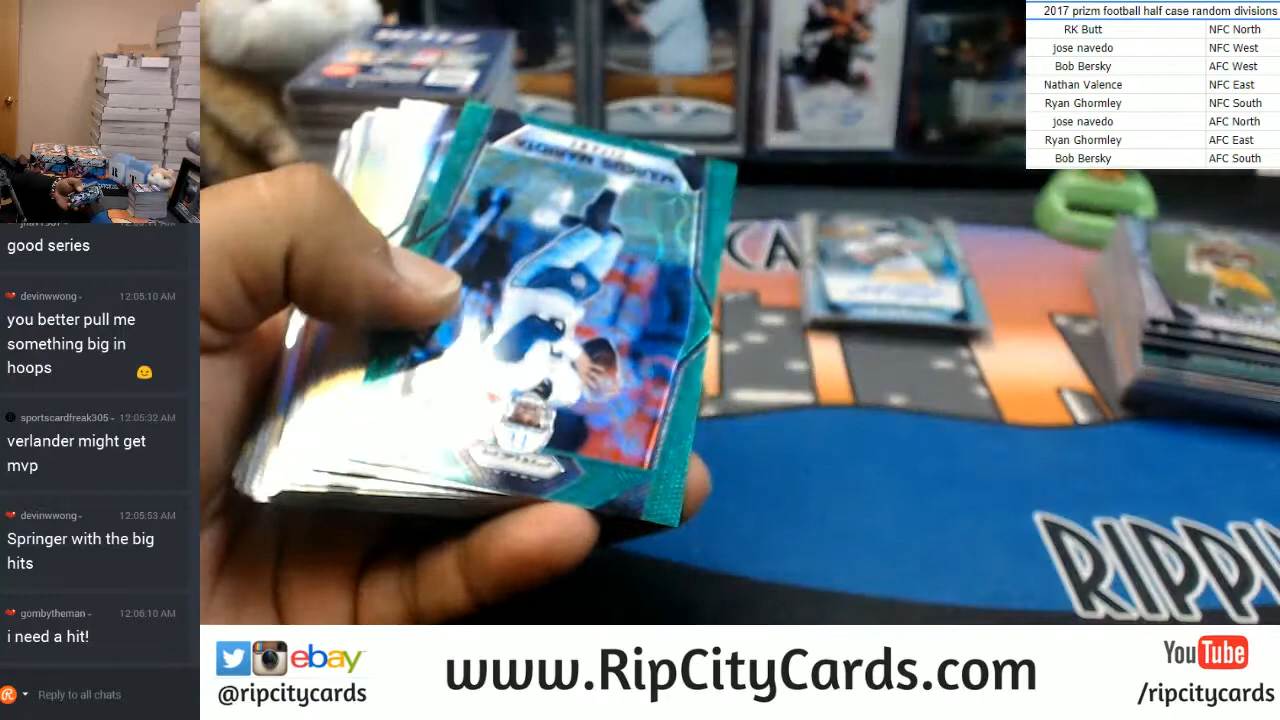 2017 prizm football half case random divisions
RK Butt NFC North
jose navedo NFC West
Bob Bersky AFC West
Nathan Valence NFC East
Ryan Ghormley NFC South
jose navedo AFC North
Ryan Ghormley AFC East
Bob Bersky AFC South
good series
devinwwong 12:05:10 AM
you better pull me
something big in
hoops
sportscardfreak305 12:05:32 AM
verlander might get
mvp
devinwwong 12:05:53 AM
Springer with the big
hits
gombytheman 12:06:10 AM
i need a hit!
Reply to all chats
MARCUS MARIOTA
CA
RIPPI
ebay
@ripcitycards
www.RipCityCards.com
YouTube
/ripcitycards